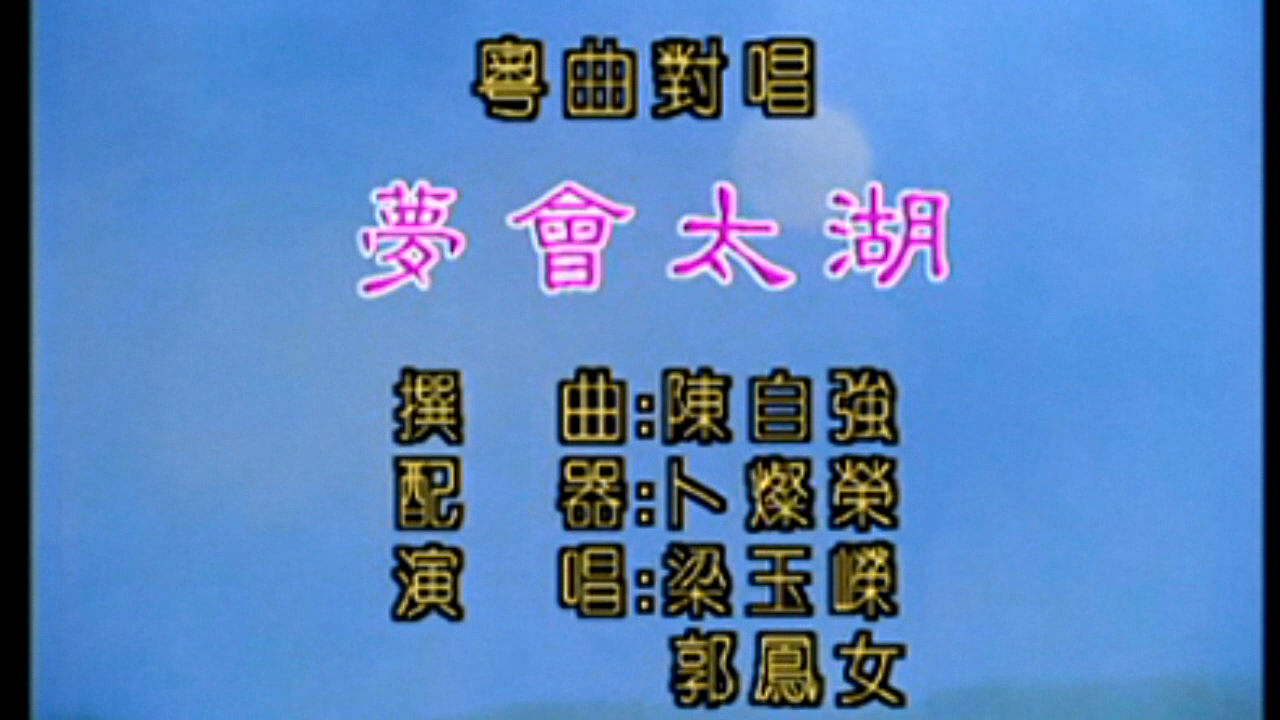 粵曲對唱
夢會太湖
撰 曲:陳自強
配 器:卜燦榮
演 唱:梁玉嶸
郭鳳女